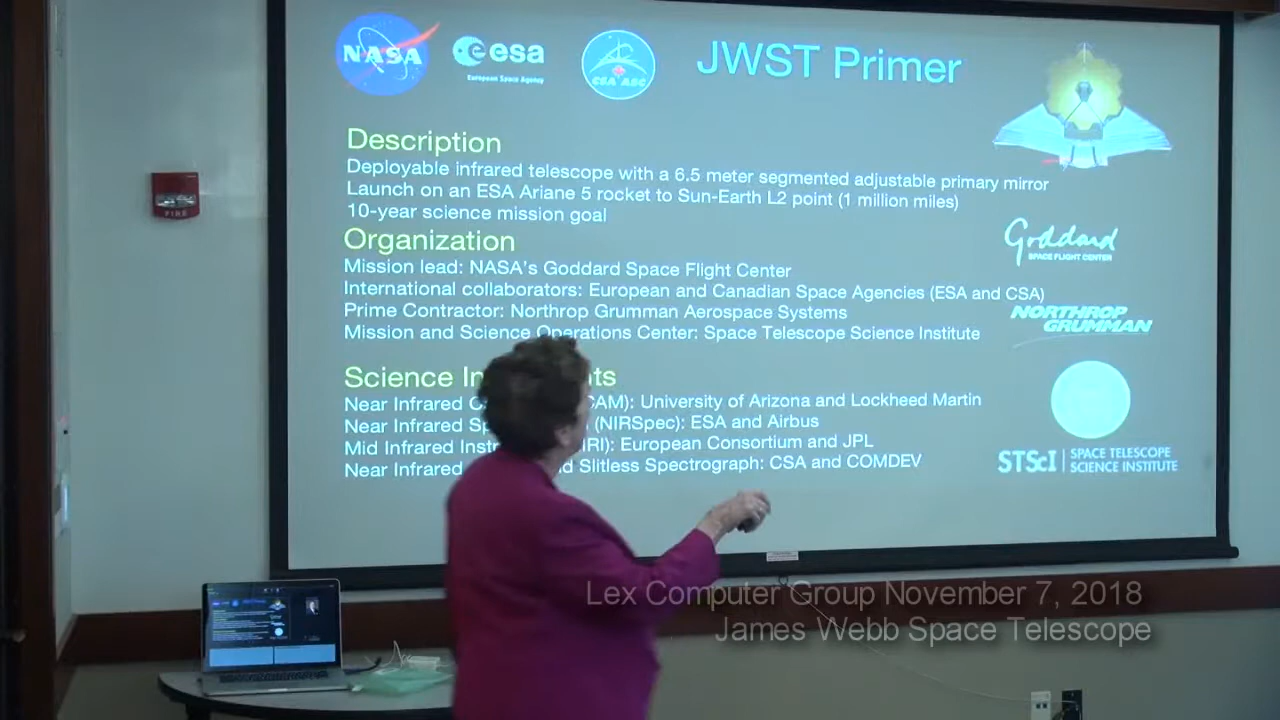 NASA
esa
European Space Agency
CSA ASC
JWST Primer
Description
Deployable infrared telescope with a 6.5 meter segmented adjustable primary mirror
Launch on an ESA Ariane 5 rocket to Sun-Earth L2 point (1 million miles)
10-year science mission goal
Organization
Mission lead: NASA's Goddard Space Flight Center
International collaborators: European and Canadian Space Agencies (ESA and CSA)
Prime Contractor: Northrop Grumman Aerospace Systems
Mission and Science Operations Center: Space Telescope Science Institute
Goddard
SPACE FLIGHT CENTER
NORTHROP
GRUMMAN
Science In ts
Near Infrared C CAM): University of Arizona and Lockheed Martin
Near Infrared Sp (NIRSpec): ESA and Airbus
Mid Infrared Instr RI): European Consortium and JPL
Near Infrared nd Slitless Spectrograph: CSA and COMDEV
STScI | SPACE TELESCOPE
SCIENCE INSTITUTE
FIRE
Lex Computer Group November 7, 2018
James Webb Space Telescope